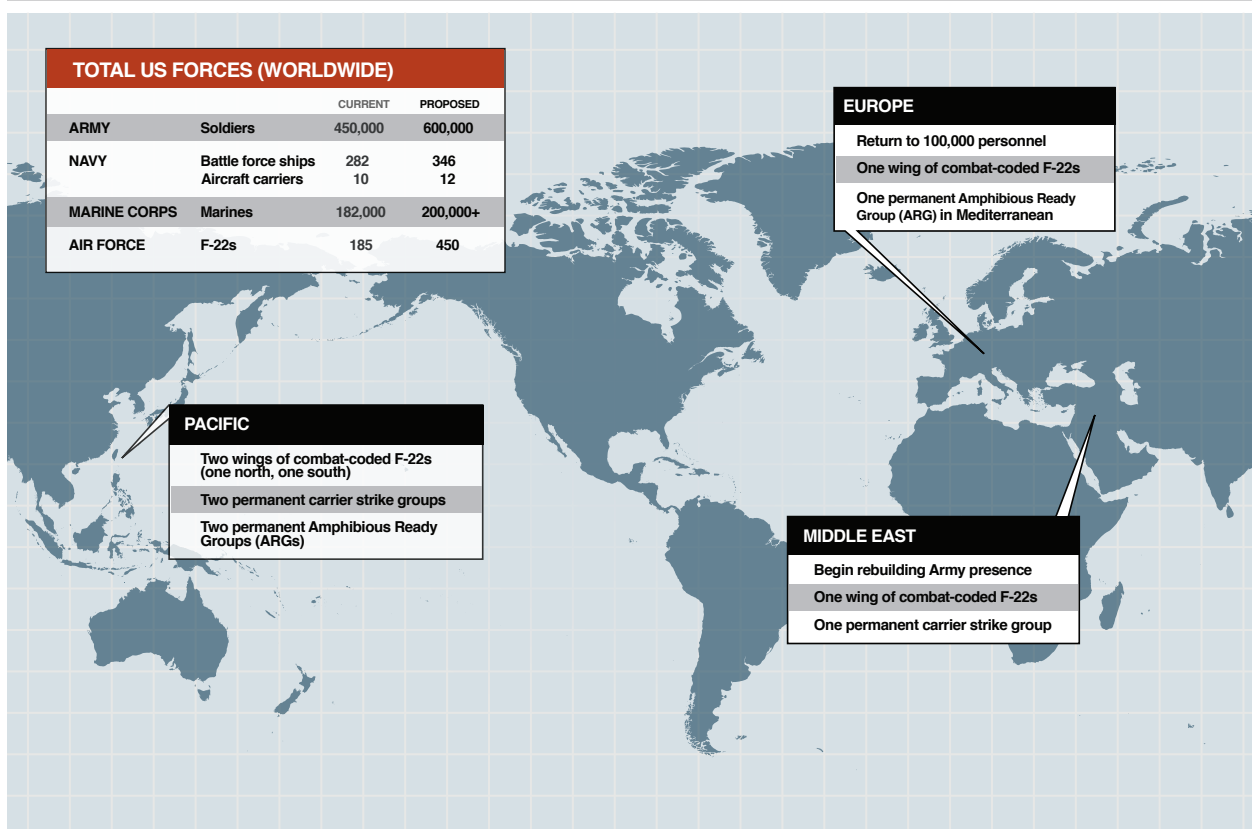 TOTAL US FORCES (WORLDWIDE)
CURRENT PROPOSED
ARMY Soldiers 450,000 600,000
NAVY Battle force ships 282 346
Aircraft carriers 10 12
MARINE CORPS Marines 182,000 200,000+
AIR FORCE F-22s 185 450
EUROPE
Return to 100,000 personnel
One wing of combat-coded F-22s
One permanent Amphibious Ready
Group (ARG) in Mediterranean
PACIFIC
Two wings of combat-coded F-22s
(one north, one south)
Two permanent carrier strike groups
Two permanent Amphibious Ready
Groups (ARGs)
MIDDLE EAST
Begin rebuilding Army presence
One wing of combat-coded F-22s
One permanent carrier strike group